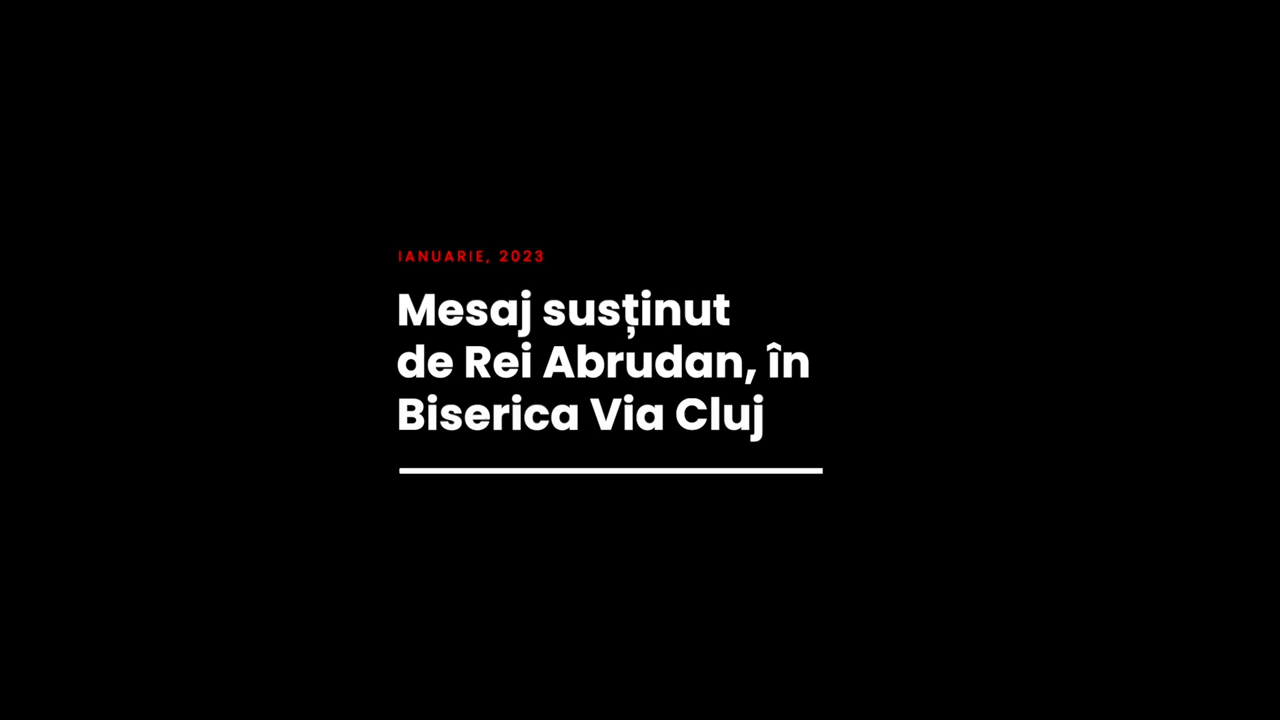 IANUARIE, 2023
Mesaj susținut
de Rei Abrudan, în
Biserica Via Cluj